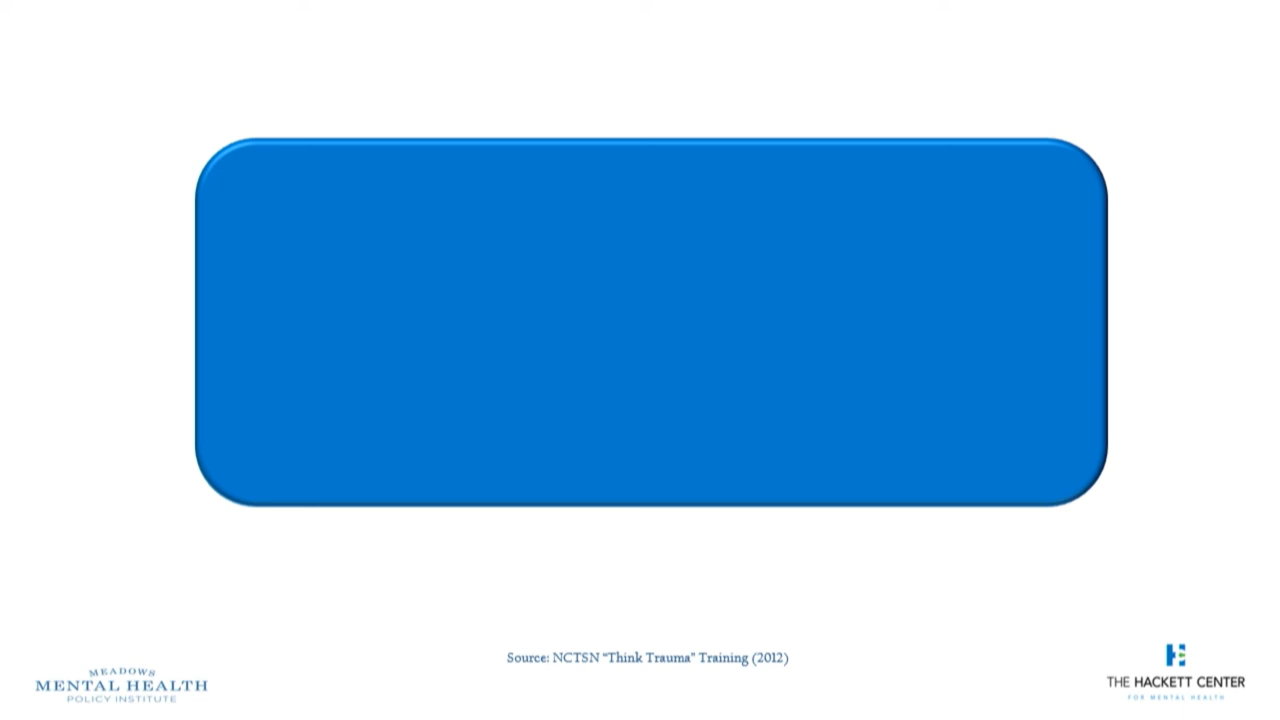 Source: NCTSN “Think Trauma” Training (2012)
MEADOWS
MENTAL HEALTH
POLICY INSTITUTE
THE HACKETT CENTER
FOR MENTAL HEALTH